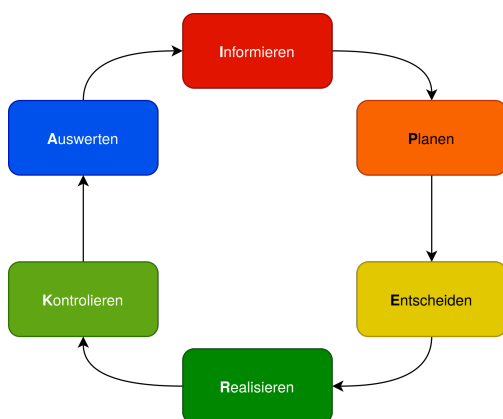 Informieren
Planen
Entscheiden
Realisieren
Kontrolieren
Auswerten